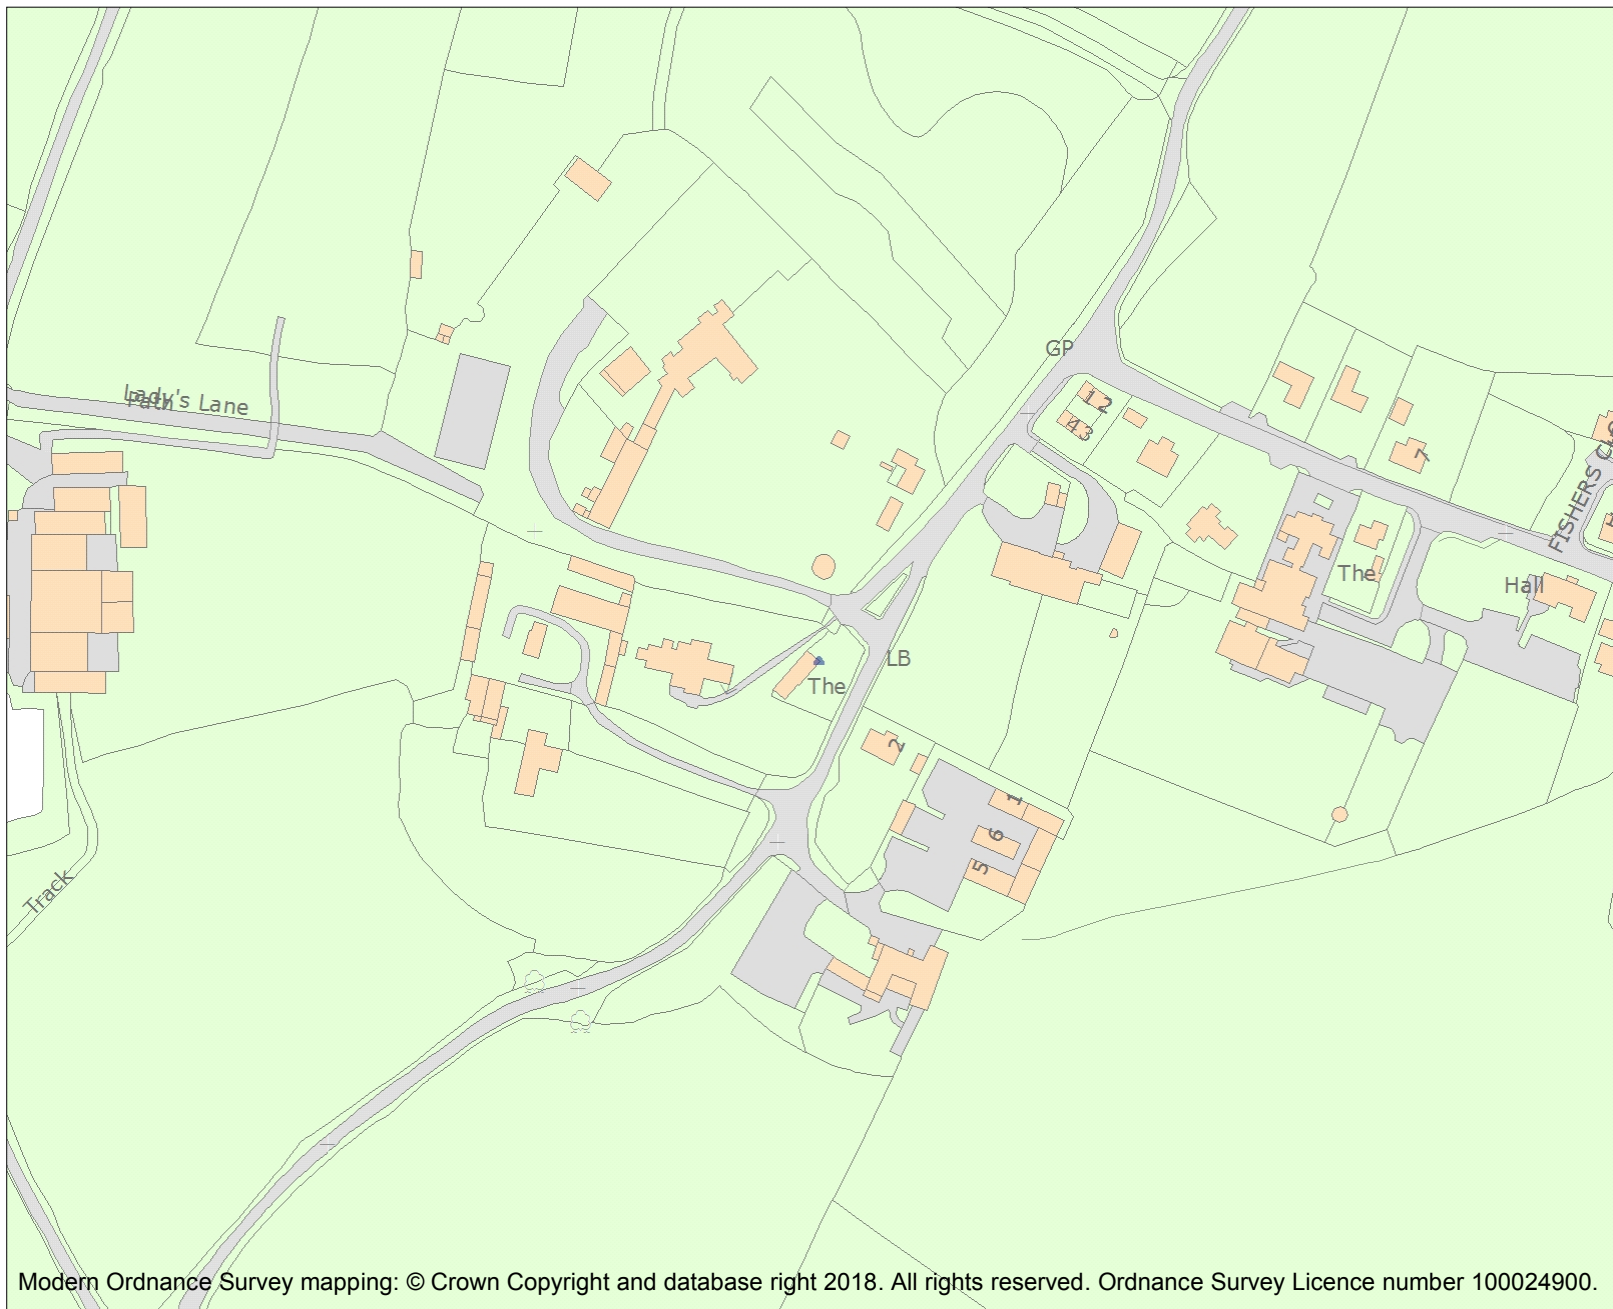 GP
Lady's Lane
Path
12
43
7
FISHERS
The
Hall
LB
The
2
1
6
5
Track
Modern Ordnance Survey mapping: © Crown Copyright and database right 2018. All rights reserved. Ordnance Survey Licence number 100024900.